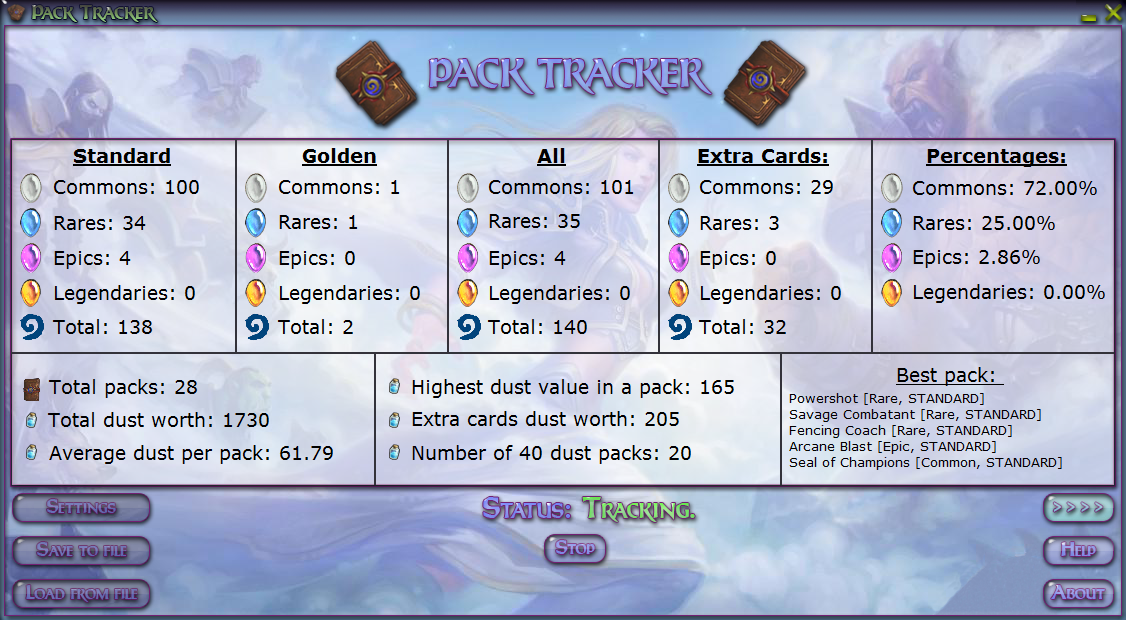 Pack Tracker
Pack Tracker
Standard
Commons: 100
Rares: 34
Epics: 4
Legendaries: 0
Total: 138
Golden
Commons: 1
Rares: 1
Epics: 0
Legendaries: 0
Total: 2
All
Commons: 101
Rares: 35
Epics: 4
Legendaries: 0
Total: 140
Extra Cards:
Commons: 29
Rares: 3
Epics: 0
Legendaries: 0
Total: 32
Percentages:
Commons: 72.00%
Rares: 25.00%
Epics: 2.86%
Legendaries: 0.00%
Total packs: 28
Total dust worth: 1730
Average dust per pack: 61.79
Highest dust value in a pack: 165
Extra cards dust worth: 205
Number of 40 dust packs: 20
Best pack:
Powershot [Rare, STANDARD]
Savage Combatant [Rare, STANDARD]
Fencing Coach [Rare, STANDARD]
Arcane Blast [Epic, STANDARD]
Seal of Champions [Common, STANDARD]
Settings
Save to file
Load from file
Status: Tracking.
Stop
>>>>
Help
About